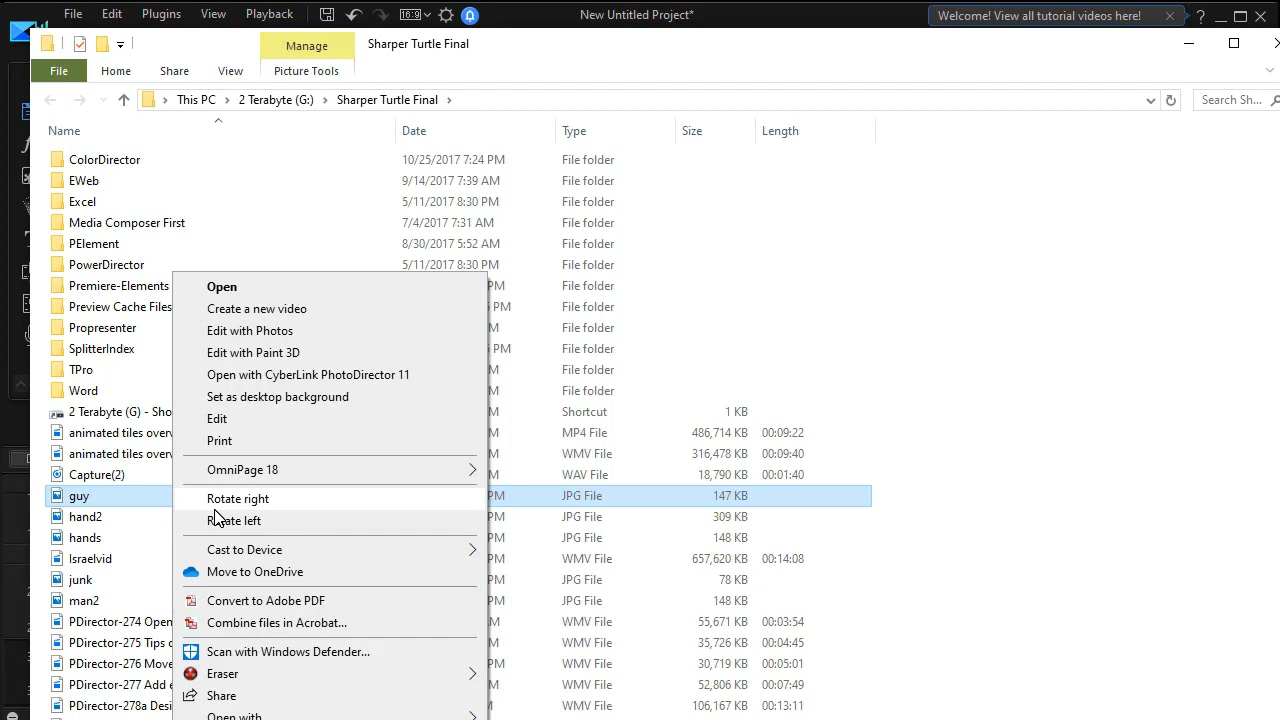 File Edit Plugins View Playback 16:9 New Untitled Project* Welcome! View all tutorial videos here!
Manage Sharper Turtle Final
File Home Share View Picture Tools
This PC 2 Terabyte (G:) Sharper Turtle Final Search Sh...
Name Date Type Size Length
ColorDirector 10/25/2017 7:24 PM File folder
EWeb 9/14/2017 7:39 AM File folder
Excel 5/11/2017 8:30 PM File folder
Media Composer First 7/4/2017 7:31 AM File folder
PElement 8/30/2017 5:52 AM File folder
PowerDirector 5/11/2017 8:30 PM File folder
Premiere-Elements PM File folder
Preview Cache Files PM File folder
Propresenter M File folder
SplitterIndex PM File folder
TPro M File folder
Word M File folder
2 Terabyte (G) - Sho M Shortcut 1 KB
animated tiles over M MP4 File 486,714 KB 00:09:22
animated tiles over M WMV File 316,478 KB 00:09:40
Capture(2) M WAV File 18,790 KB 00:01:40
guy PM JPG File 147 KB
hand2 PM JPG File 309 KB
hands PM JPG File 148 KB
Israelvid PM WMV File 657,620 KB 00:14:08
junk PM JPG File 78 KB
man2 PM JPG File 148 KB
PDirector-274 Open M WMV File 55,671 KB 00:03:54
PDirector-275 Tips o M WMV File 35,726 KB 00:04:45
PDirector-276 Move PM WMV File 30,719 KB 00:05:01
PDirector-277 Add e M WMV File 52,806 KB 00:07:49
PDirector-278a Desi M WMV File 106,167 KB 00:13:11
Open
Create a new video
Edit with Photos
Edit with Paint 3D
Open with CyberLink PhotoDirector 11
Set as desktop background
Edit
Print
OmniPage 18
Rotate right
Rotate left
Cast to Device
Move to OneDrive
Convert to Adobe PDF
Combine files in Acrobat...
Scan with Windows Defender...
Eraser
Share
Open with